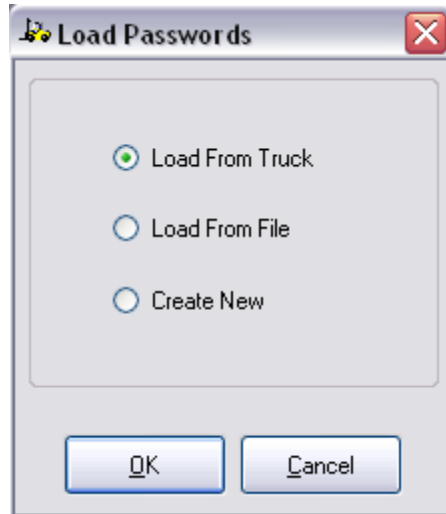 Load Passwords
Load From Truck
Load From File
Create New
OK
Cancel